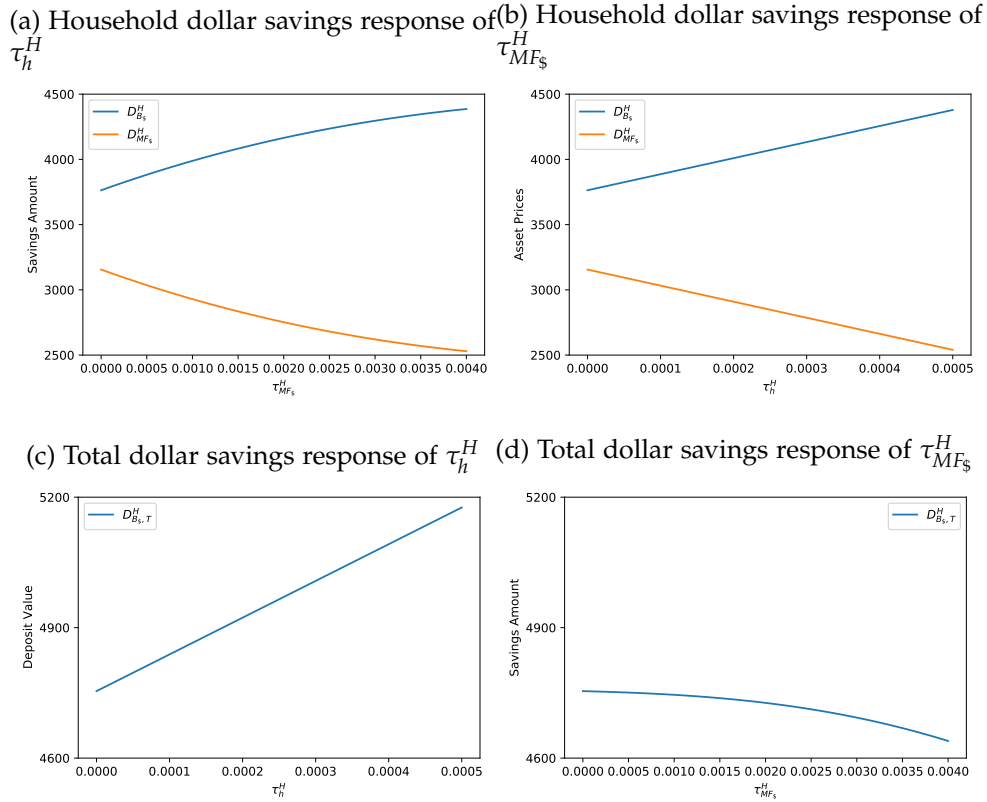 (a) Household dollar savings response of
τ_h^H
(b) Household dollar savings response of
τ_{MF_$}^H
4500
4000
3500
3000
2500
Savings Amount
D_{B_$}^H
D_{MF_$}^H
0.0000 0.0005 0.0010 0.0015 0.0020 0.0025 0.0030 0.0035 0.0040
τ_{MF_$}^H
4500
4000
3500
3000
2500
Asset Prices
D_{B_$}^H
D_{MF_$}^H
0.0000 0.0001 0.0002 0.0003 0.0004 0.0005
τ_h^H
(c) Total dollar savings response of τ_h^H
(d) Total dollar savings response of τ_{MF_$}^H
5200
4900
4600
Deposit Value
D_{B_$,T}^H
0.0000 0.0001 0.0002 0.0003 0.0004 0.0005
τ_h^H
5200
4900
4600
Savings Amount
D_{B_$,T}^H
0.0000 0.0005 0.0010 0.0015 0.0020 0.0025 0.0030 0.0035 0.0040
τ_{MF_$}^H